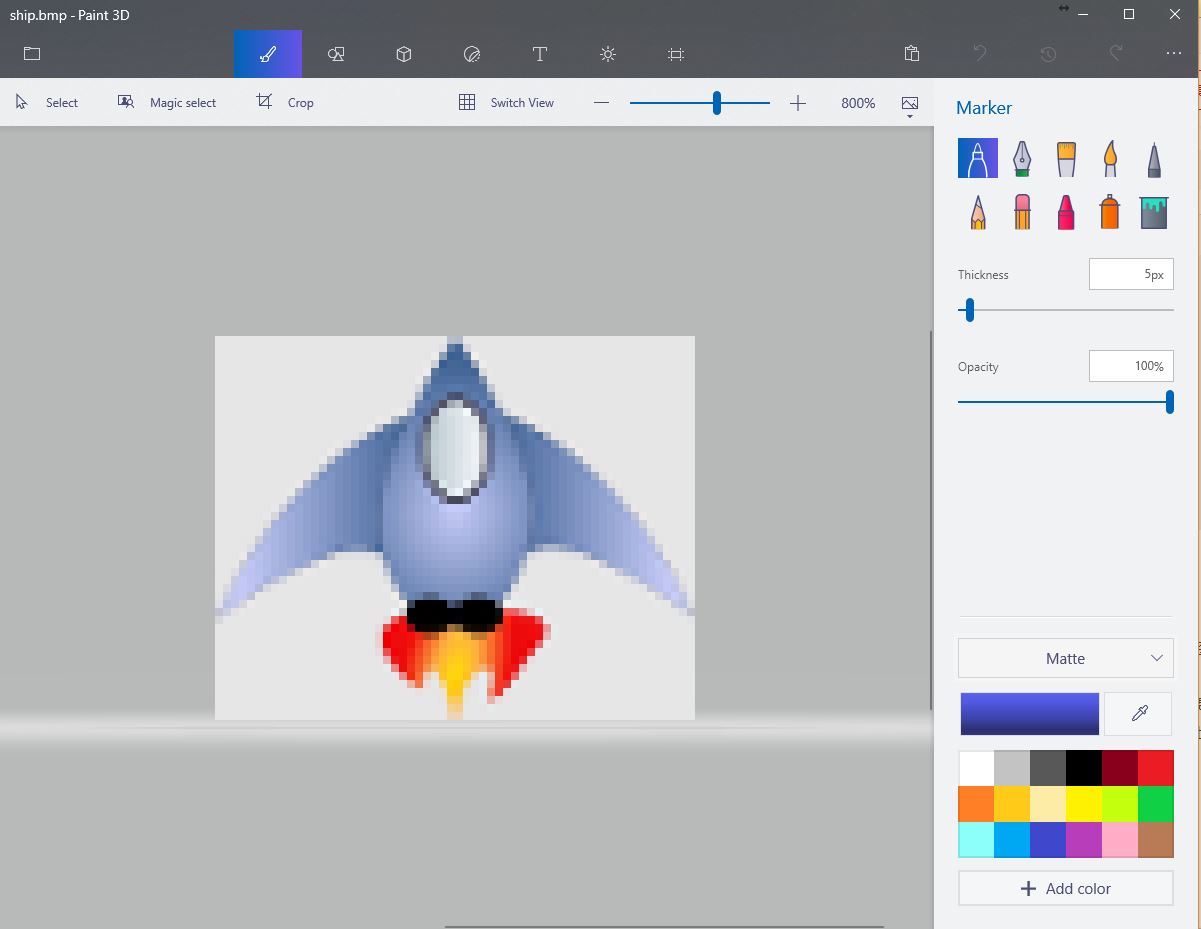 ship.bmp - Paint 3D
Select
Magic select
Crop
Switch View
800%
Marker
Thickness
5px
Opacity
100%
Matte
Add color